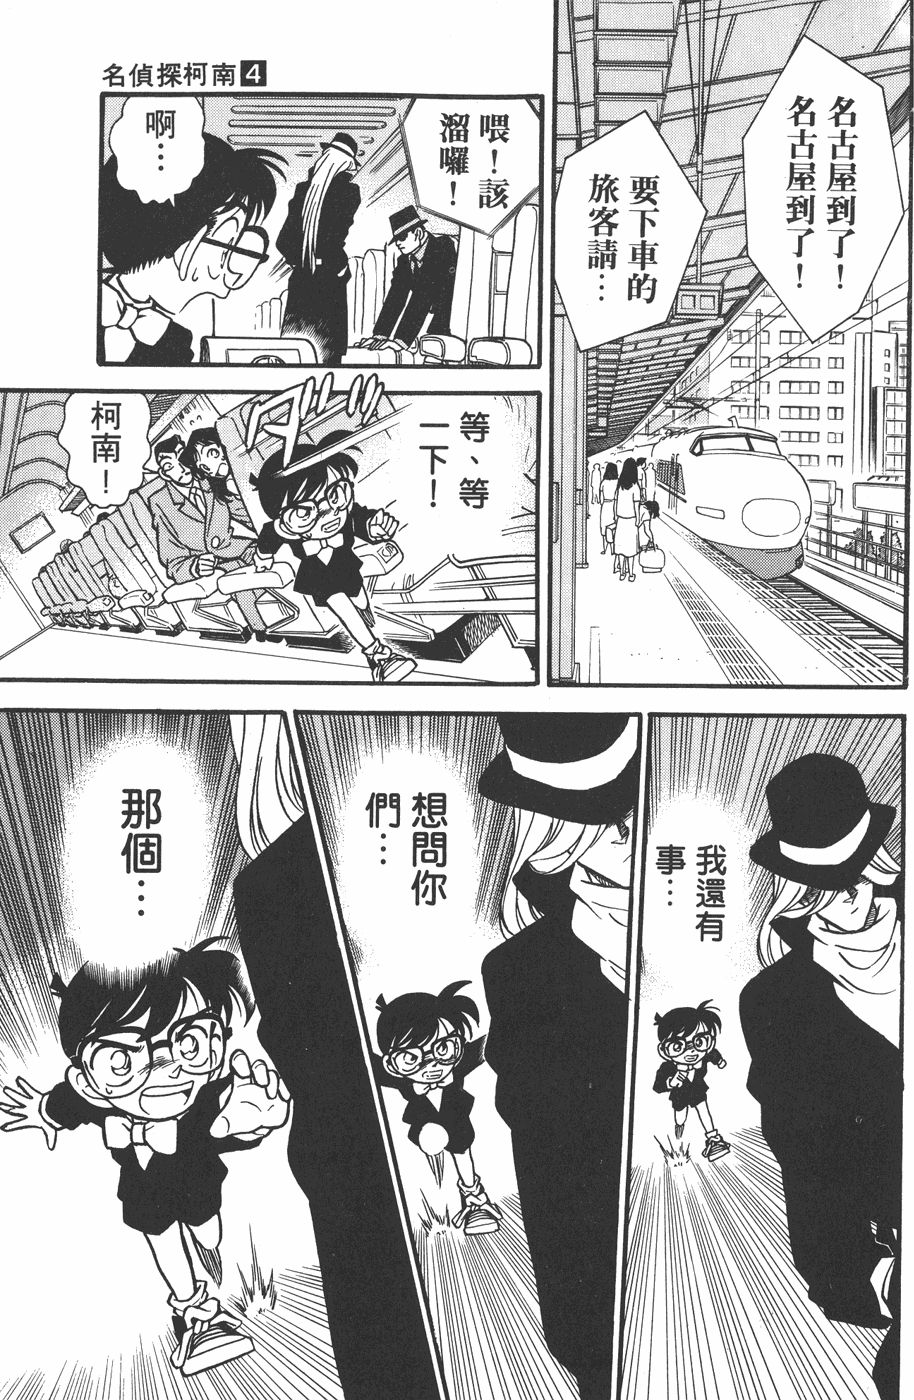 名偵探柯南4
名古屋到了！
名古屋到了！
要下車的
旅客請…
喂！該
溜囉！
啊…
等、等
一下！
ダッ
柯南！
我還有
事…
想問你
們…
那個…